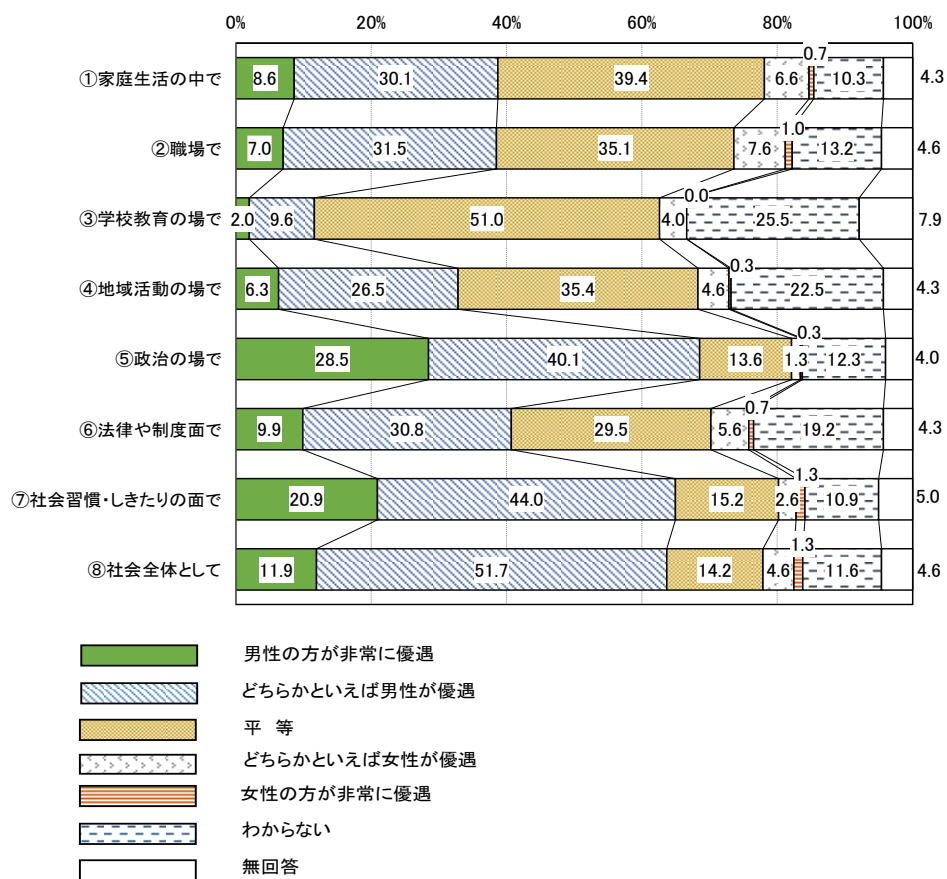 0% 20% 40% 60% 80% 100%
0.7
①家庭生活の中で 8.6 30.1 39.4 6.6 10.3 4.3
1.0
②職場で 7.0 31.5 35.1 7.6 13.2 4.6
0.0
③学校教育の場で 2.0 9.6 51.0 4.0 25.5 7.9
0.3
④地域活動の場で 6.3 26.5 35.4 4.6 22.5 4.3
0.3
⑤政治の場で 28.5 40.1 13.6 1.3 12.3 4.0
0.7
⑥法律や制度面で 9.9 30.8 29.5 5.6 19.2 4.3
1.3
⑦社会習慣・しきたりの面で 20.9 44.0 15.2 2.6 10.9 5.0
1.3
⑧社会全体として 11.9 51.7 14.2 4.6 11.6 4.6
男性の方が非常に優遇
どちらかといえば男性が優遇
平 等
どちらかといえば女性が優遇
女性の方が非常に優遇
わからない
無回答